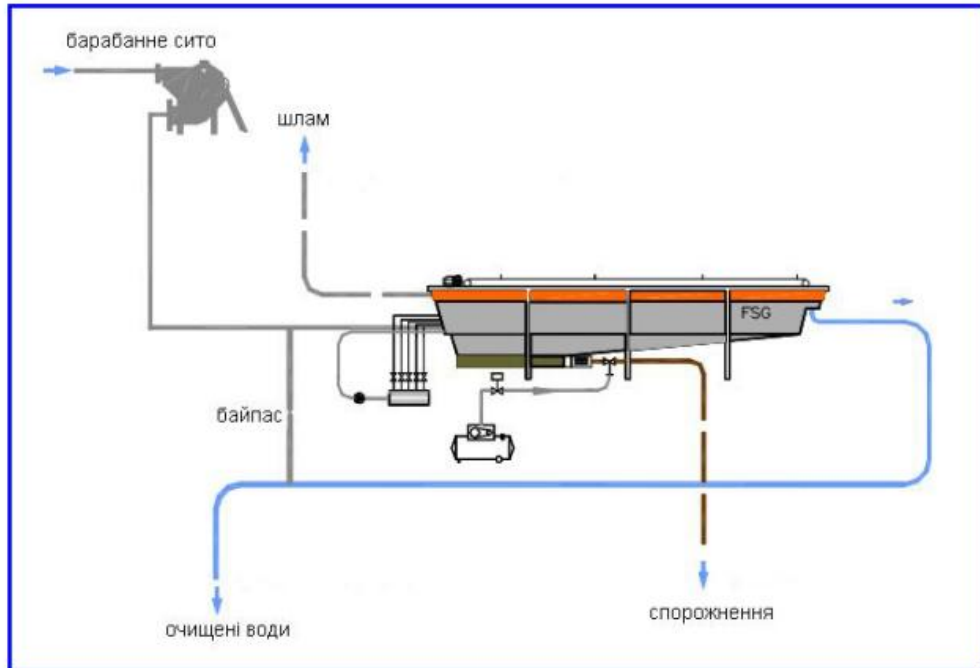 барабанне сито
шлам
FSG
байпас
спорожнення
очищені води